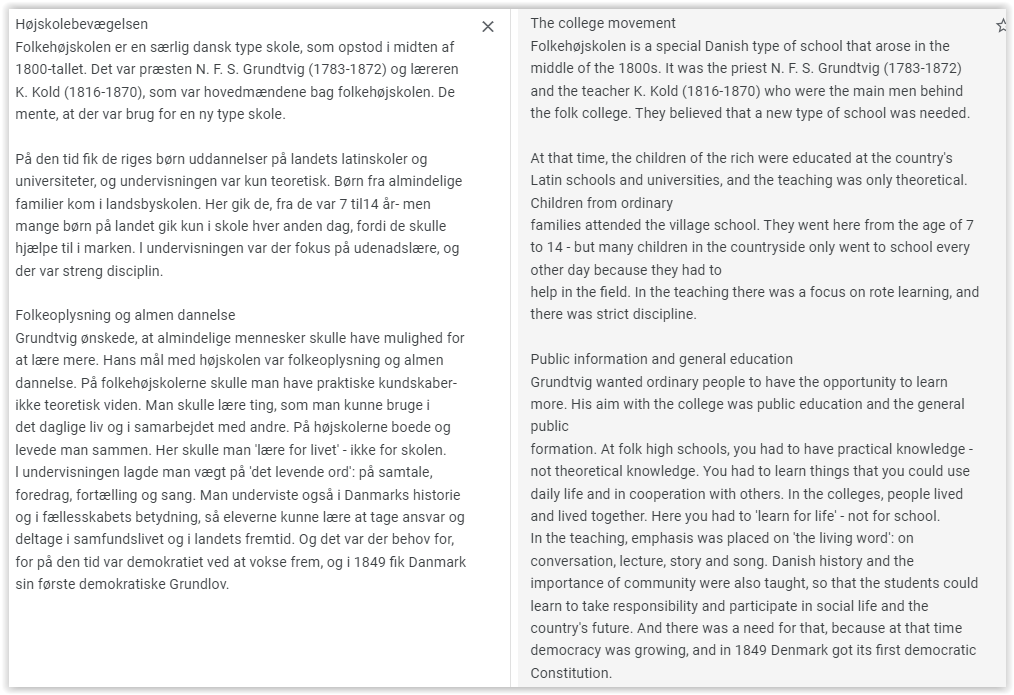 Højskolebevægelsen
Folkehøjskolen er en særlig dansk type skole, som opstod i midten af
1800-tallet. Det var præsten N. F. S. Grundtvig (1783-1872) og læreren
K. Kold (1816-1870), som var hovedmændene bag folkehøjskolen. De
mente, at der var brug for en ny type skole.

På den tid fik de riges børn uddannelser på landets latinskoler og
universiteter, og undervisningen var kun teoretisk. Børn fra almindelige
familier kom i landsbyskolen. Her gik de, fra de var 7 til14 år- men
mange børn på landet gik kun i skole hver anden dag, fordi de skulle
hjælpe til i marken. l undervisningen var der fokus på udenadslære, og
der var streng disciplin.

Folkeoplysning og almen dannelse
Grundtvig ønskede, at almindelige mennesker skulle have mulighed for
at lære mere. Hans mål med højskolen var folkeoplysning og almen
dannelse. På folkehøjskolerne skulle man have praktiske kundskaber-
ikke teoretisk viden. Man skulle lære ting, som man kunne bruge i
det daglige liv og i samarbejdet med andre. På højskolerne boede og
levede man sammen. Her skulle man 'lære for livet' - ikke for skolen.
l undervisningen lagde man vægt på 'det levende ord': på samtale,
foredrag, fortælling og sang. Man underviste også i Danmarks historie
og i fællesskabets betydning, så eleverne kunne lære at tage ansvar og
deltage i samfundslivet og i landets fremtid. Og det var der behov for,
for på den tid var demokratiet ved at vokse frem, og i 1849 fik Danmark
sin første demokratiske Grundlov.

The college movement
Folkehøjskolen is a special Danish type of school that arose in the
middle of the 1800s. It was the priest N. F. S. Grundtvig (1783-1872)
and the teacher K. Kold (1816-1870) who were the main men behind
the folk college. They believed that a new type of school was needed.

At that time, the children of the rich were educated at the country's
Latin schools and universities, and the teaching was only theoretical.
Children from ordinary
families attended the village school. They went here from the age of 7
to 14 - but many children in the countryside only went to school every
other day because they had to
help in the field. In the teaching there was a focus on rote learning, and
there was strict discipline.

Public information and general education
Grundtvig wanted ordinary people to have the opportunity to learn
more. His aim with the college was public education and the general
public
formation. At folk high schools, you had to have practical knowledge -
not theoretical knowledge. You had to learn things that you could use
daily life and in cooperation with others. In the colleges, people lived
and lived together. Here you had to 'learn for life' - not for school.
In the teaching, emphasis was placed on 'the living word': on
conversation, lecture, story and song. Danish history and the
importance of community were also taught, so that the students could
learn to take responsibility and participate in social life and the
country's future. And there was a need for that, because at that time
democracy was growing, and in 1849 Denmark got its first democratic
Constitution.